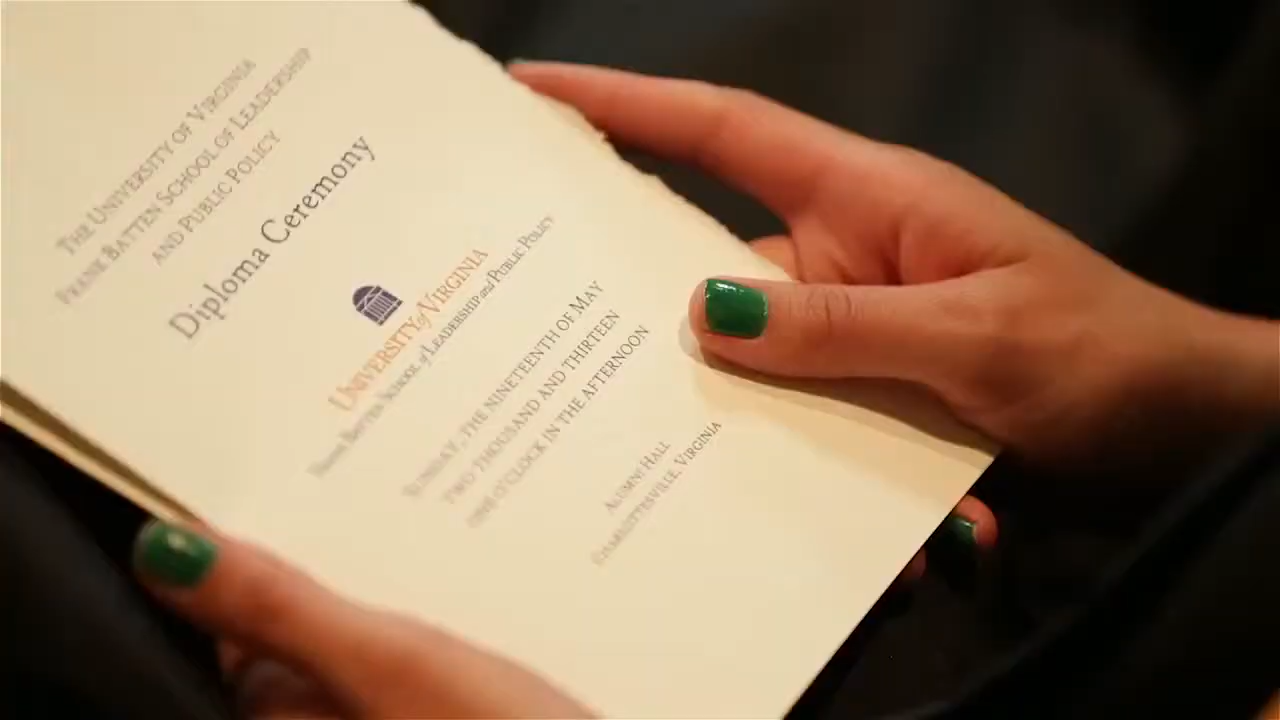 THE UNIVERSITY OF VIRGINIA
FRANK BATTEN SCHOOL OF LEADERSHIP
AND PUBLIC POLICY
Diploma Ceremony
UNIVERSITY of VIRGINIA
FRANK BATTEN SCHOOL of LEADERSHIP and PUBLIC POLICY
SUNDAY, THE NINETEENTH OF MAY
TWO THOUSAND AND THIRTEEN
ONE O'CLOCK IN THE AFTERNOON
ALUMNI HALL
CHARLOTTESVILLE, VIRGINIA